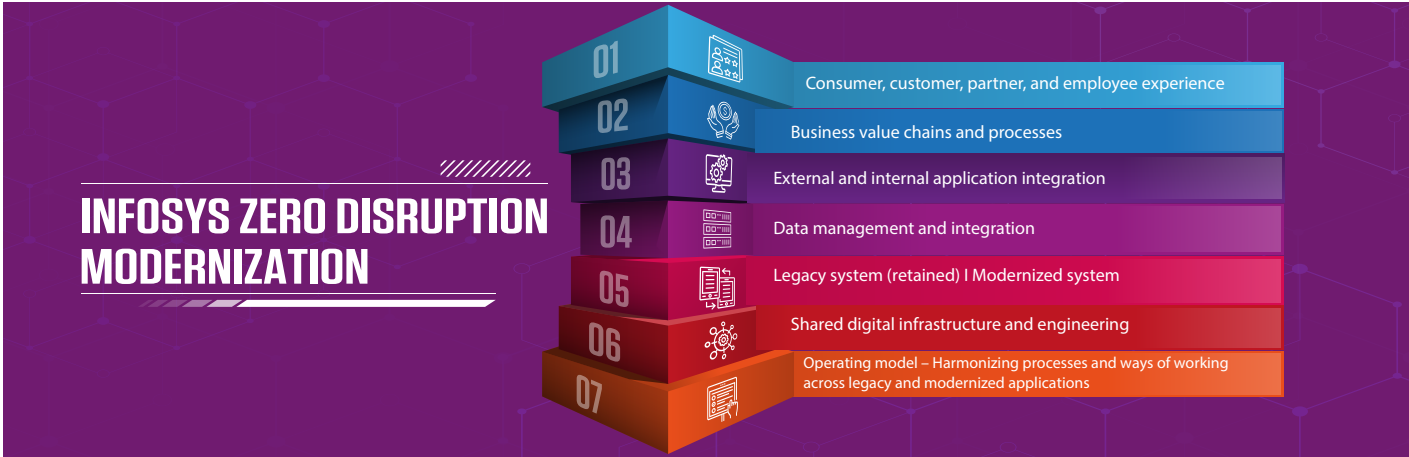 INFOSYS ZERO DISRUPTION
MODERNIZATION
01
Consumer, customer, partner, and employee experience
02
Business value chains and processes
03
External and internal application integration
04
Data management and integration
05
Legacy system (retained) I Modernized system
06
Shared digital infrastructure and engineering
07
Operating model – Harmonizing processes and ways of working
across legacy and modernized applications